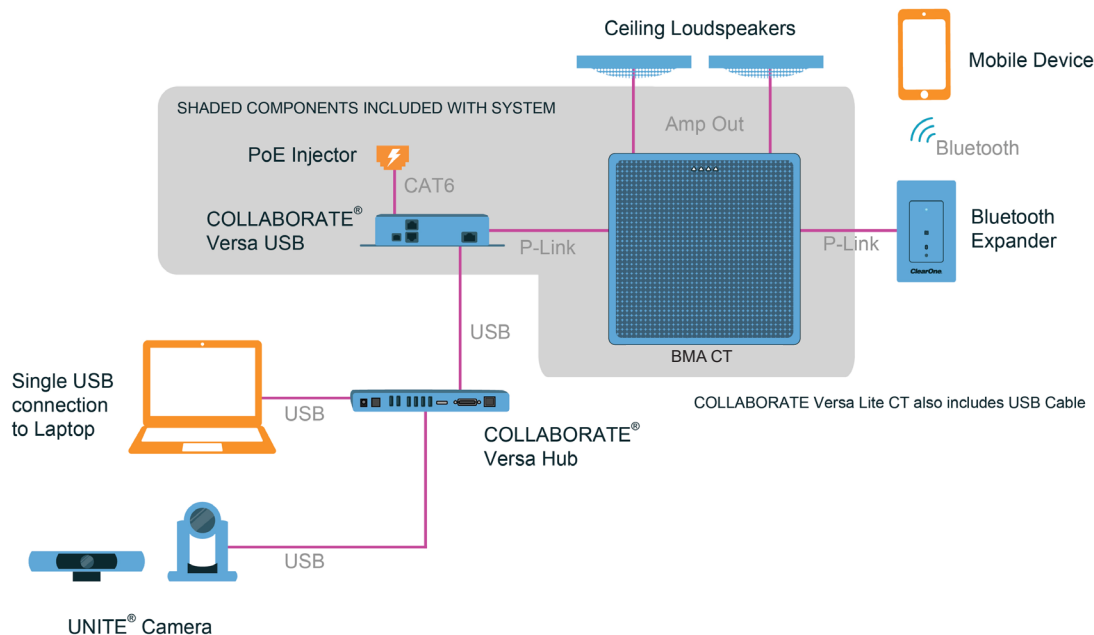 Ceiling Loudspeakers
Mobile Device
SHADED COMPONENTS INCLUDED WITH SYSTEM
Amp Out
Bluetooth
PoE Injector
CAT6
COLLABORATE®
Versa USB
P-Link
P-Link
Bluetooth
Expander
ClearOne
USB
BMA CT
Single USB
connection
to Laptop
USB
COLLABORATE Versa Lite CT also includes USB Cable
COLLABORATE®
Versa Hub
USB
UNITE® Camera